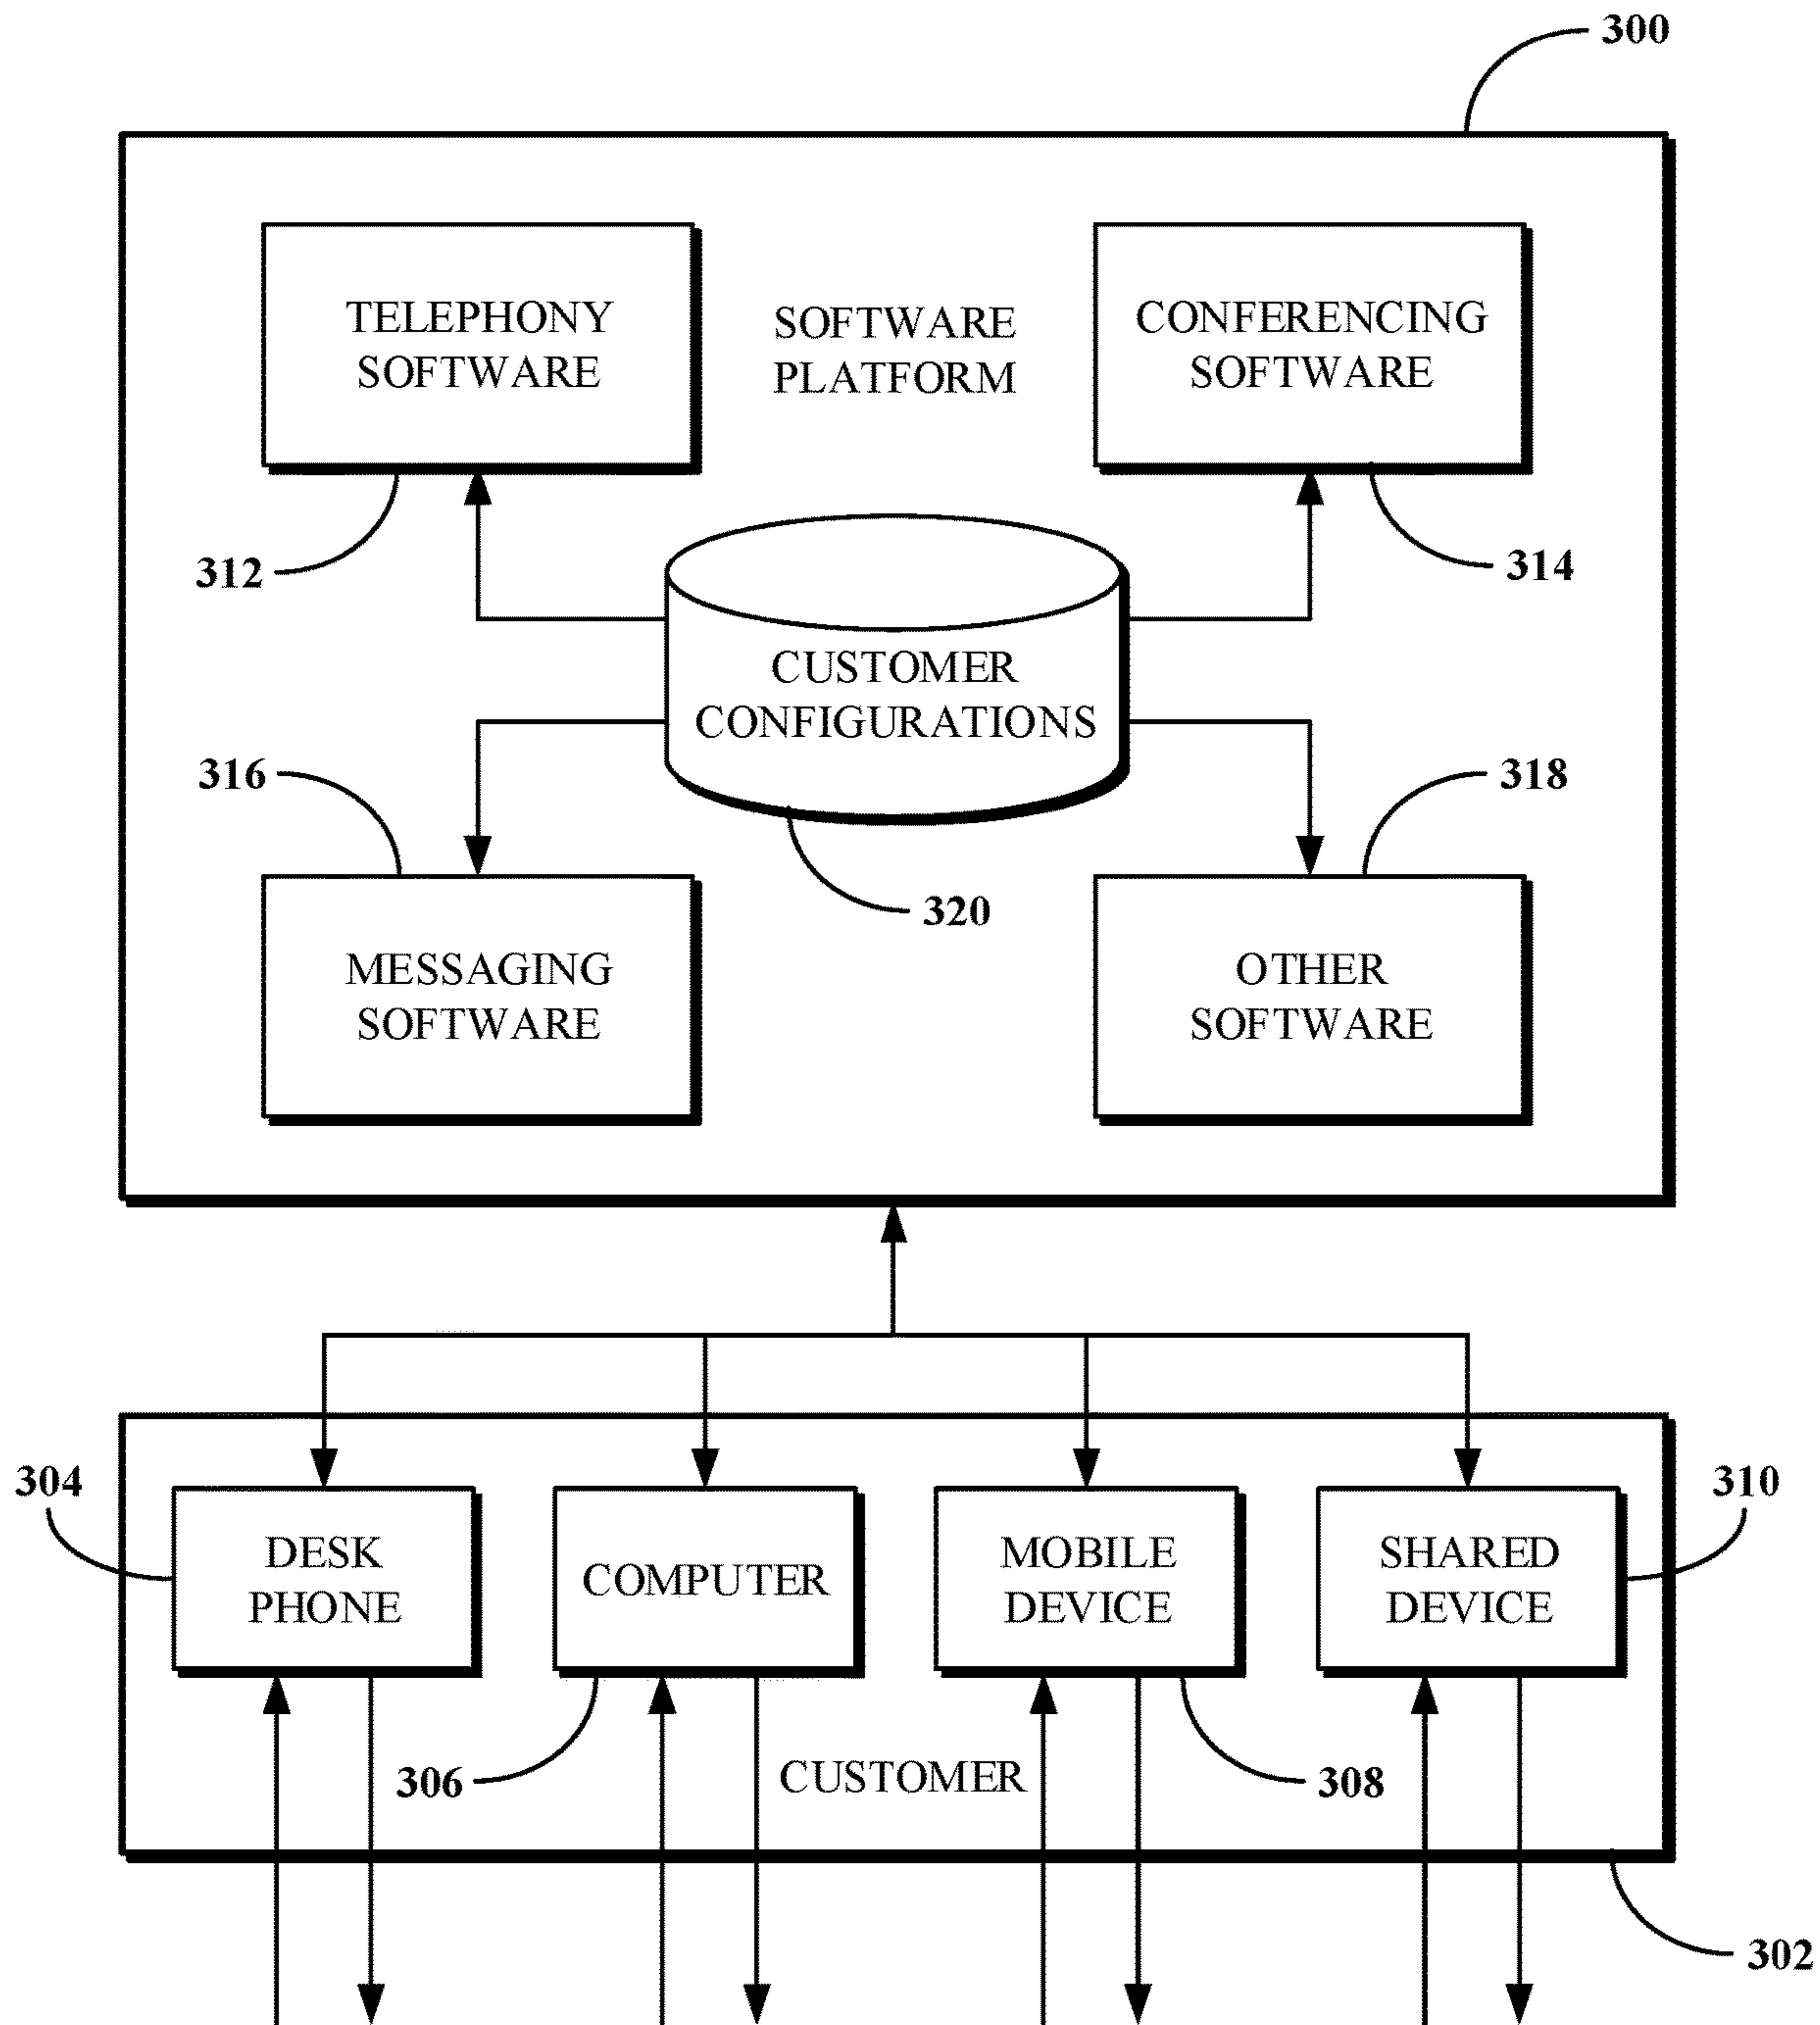 300
TELEPHONY
SOFTWARE
SOFTWARE
PLATFORM
CONFERENCING
SOFTWARE
312
314
CUSTOMER
CONFIGURATIONS
316
318
320
MESSAGING
SOFTWARE
OTHER
SOFTWARE
304
310
DESK
PHONE
COMPUTER
MOBILE
DEVICE
SHARED
DEVICE
306
CUSTOMER
308
302